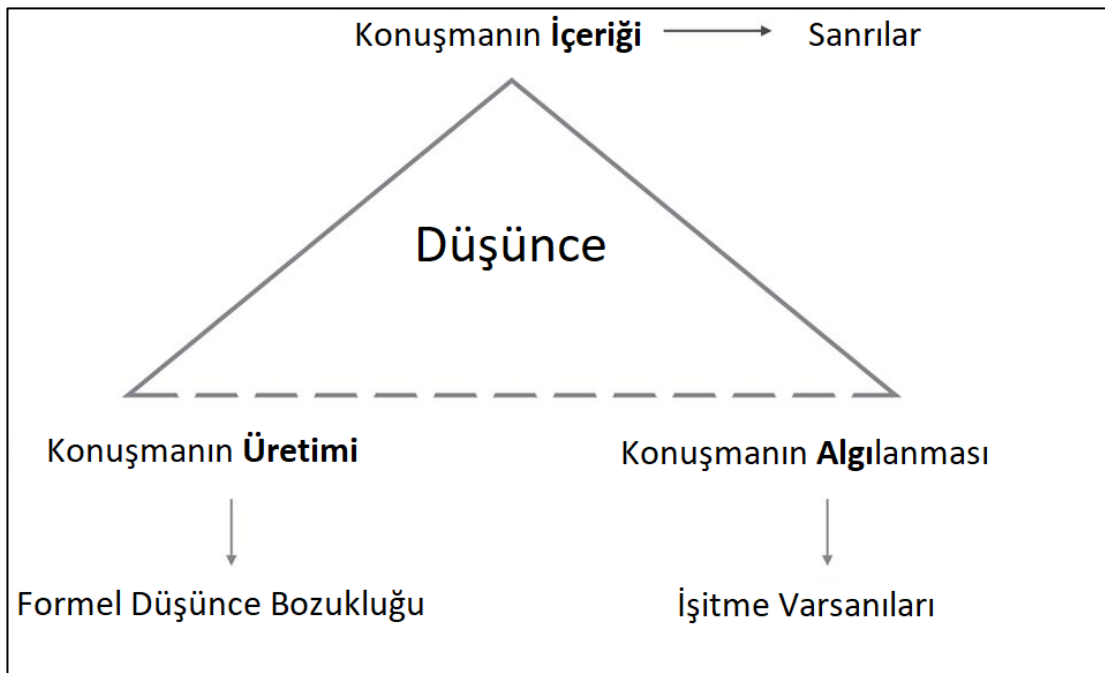 Konuşmanın İçeriği Sanrılar
Düşünce
Konuşmanın Üretimi
Konuşmanın Algılanması
Formel Düşünce Bozukluğu
İşitme Varsanıları